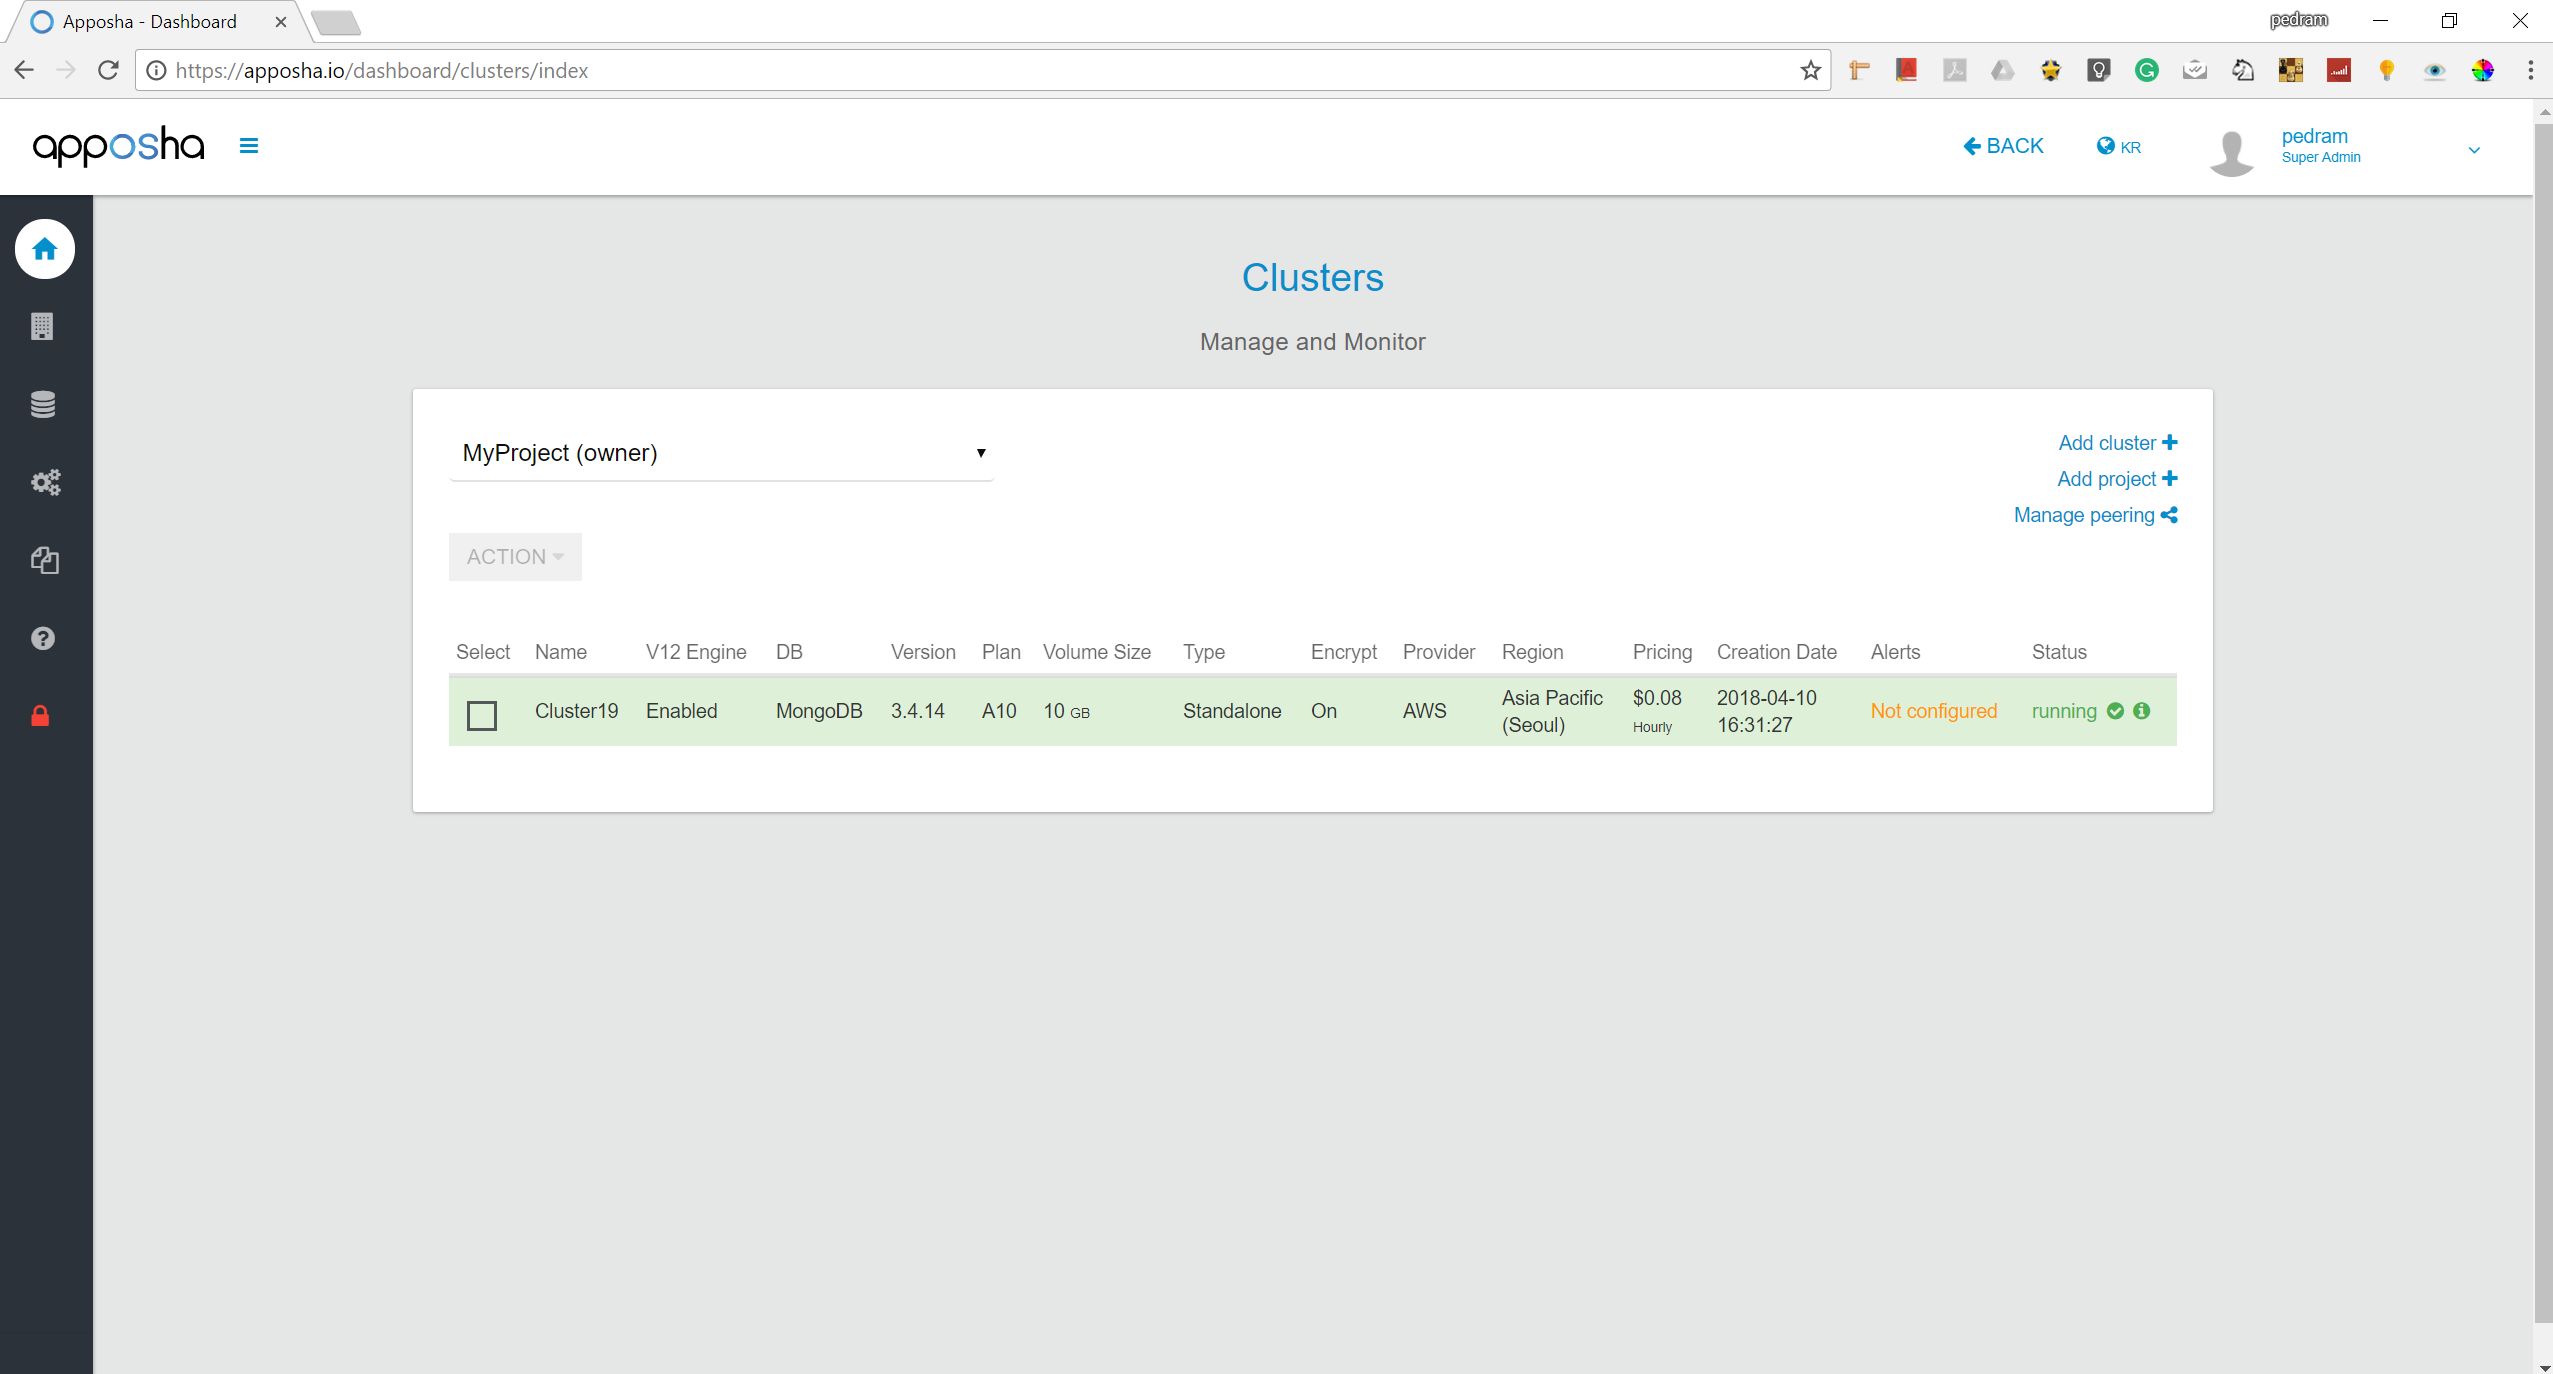 Apposha - Dashboard
pedram
https://apposha.io/dashboard/clusters/index
apposha
BACK
KR
pedram
Super Admin
Clusters
Manage and Monitor
MyProject (owner)
Add cluster
Add project
Manage peering
ACTION
Select Name V12 Engine DB Version Plan Volume Size Type Encrypt Provider Region Pricing Creation Date Alerts Status
Cluster19 Enabled MongoDB 3.4.14 A10 10 GB Standalone On AWS Asia Pacific $0.08 2018-04-10 Not configured running
(Seoul) Hourly 16:31:27